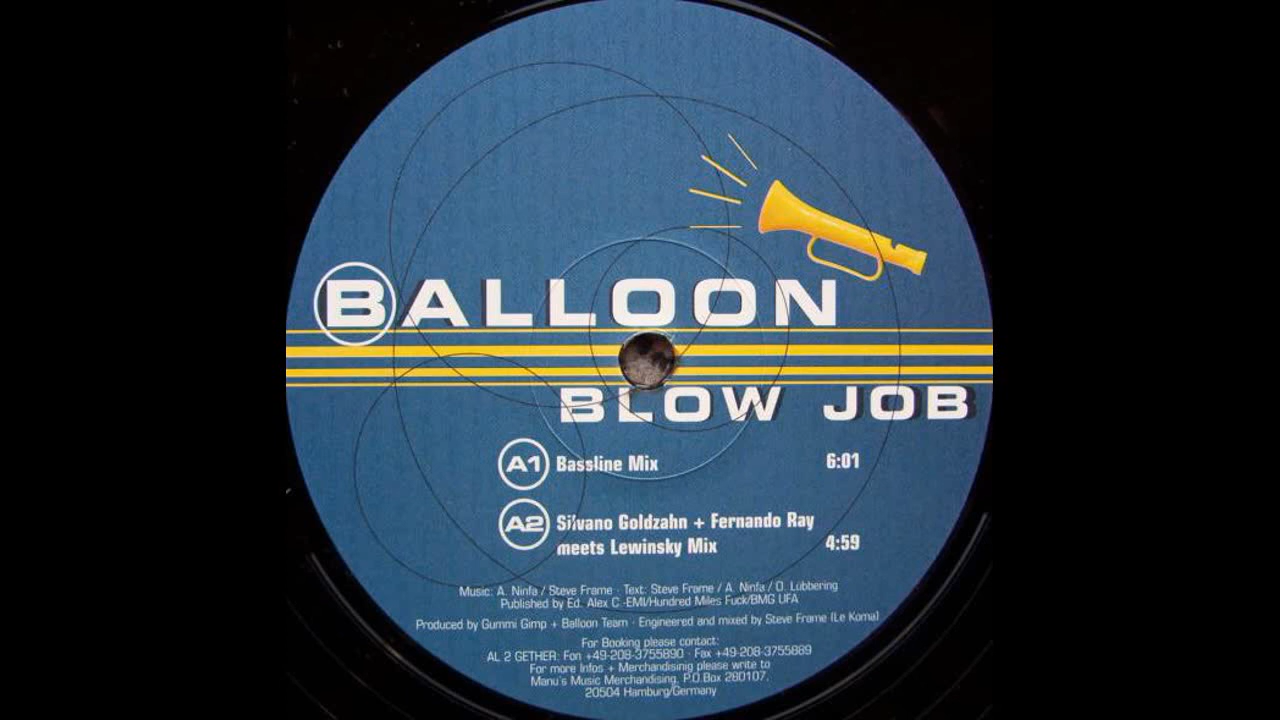 BALLOON
BLOW JOB
A1 Bassline Mix 6:01
A2 Silvano Goldzahn + Fernando Ray
meets Lewinsky Mix 4:59
Music: A. Ninfa / Steve Frame · Text: Steve Frame / A. Ninfa / O. Lübbering
Published by Ed. Alex C -EMI/Hundred Miles Fuck/BMG UFA
Produced by Gummi Gimp + Balloon Team · Engineered and mixed by Steve Frame (Le Koma)
For Booking please contact:
AL 2 GETHER: Fon +49-208-3755890 · Fax +49-208-3755889
For more Infos + Merchandisinig please write to
Manu's Music Merchandising, P.O.Box 280107,
20504 Hamburg/Germany